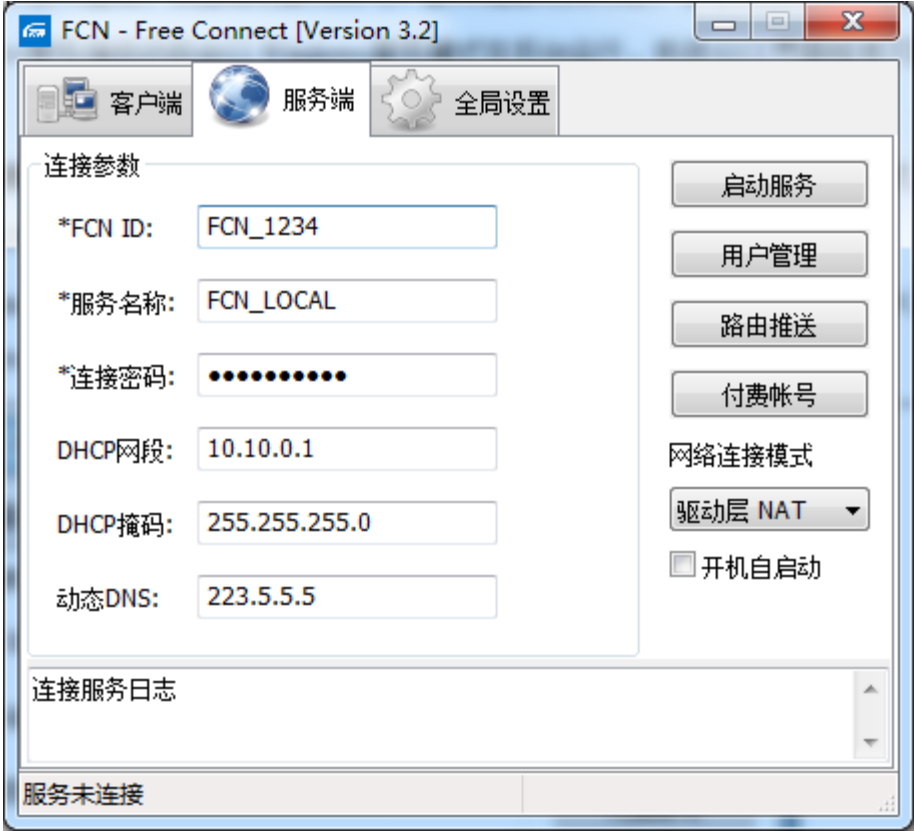 FCN - Free Connect [Version 3.2]
客户端 服务端 全局设置
连接参数
*FCN ID: FCN_1234
*服务名称: FCN_LOCAL
*连接密码: ●●●●●●●●●●
DHCP网段: 10.10.0.1
DHCP掩码: 255.255.255.0
动态DNS: 223.5.5.5
启动服务
用户管理
路由推送
付费帐号
网络连接模式
驱动层 NAT
开机自启动
连接服务日志
服务未连接